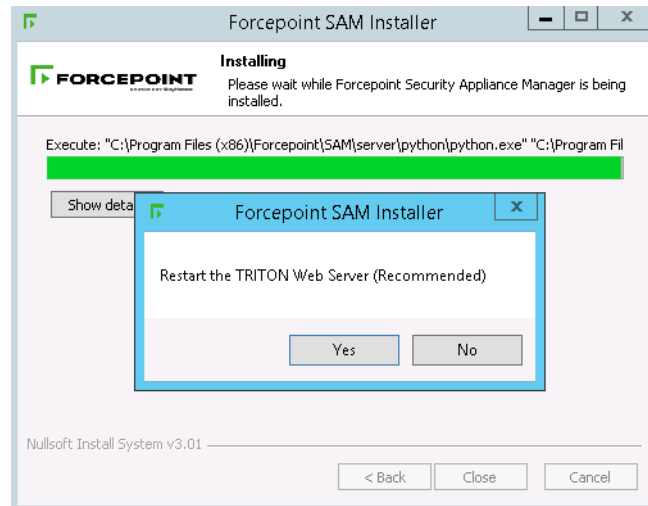 Forcepoint SAM Installer
FORCEPOINT
Installing
Please wait while Forcepoint Security Appliance Manager is being
installed.
Execute: "C:\Program Files (x86)\Forcepoint\SAM\server\python\python.exe" "C:\Program Fil
Show deta
Forcepoint SAM Installer
Restart the TRITON Web Server (Recommended)
Yes
No
Nullsoft Install System v3.01
< Back
Close
Cancel